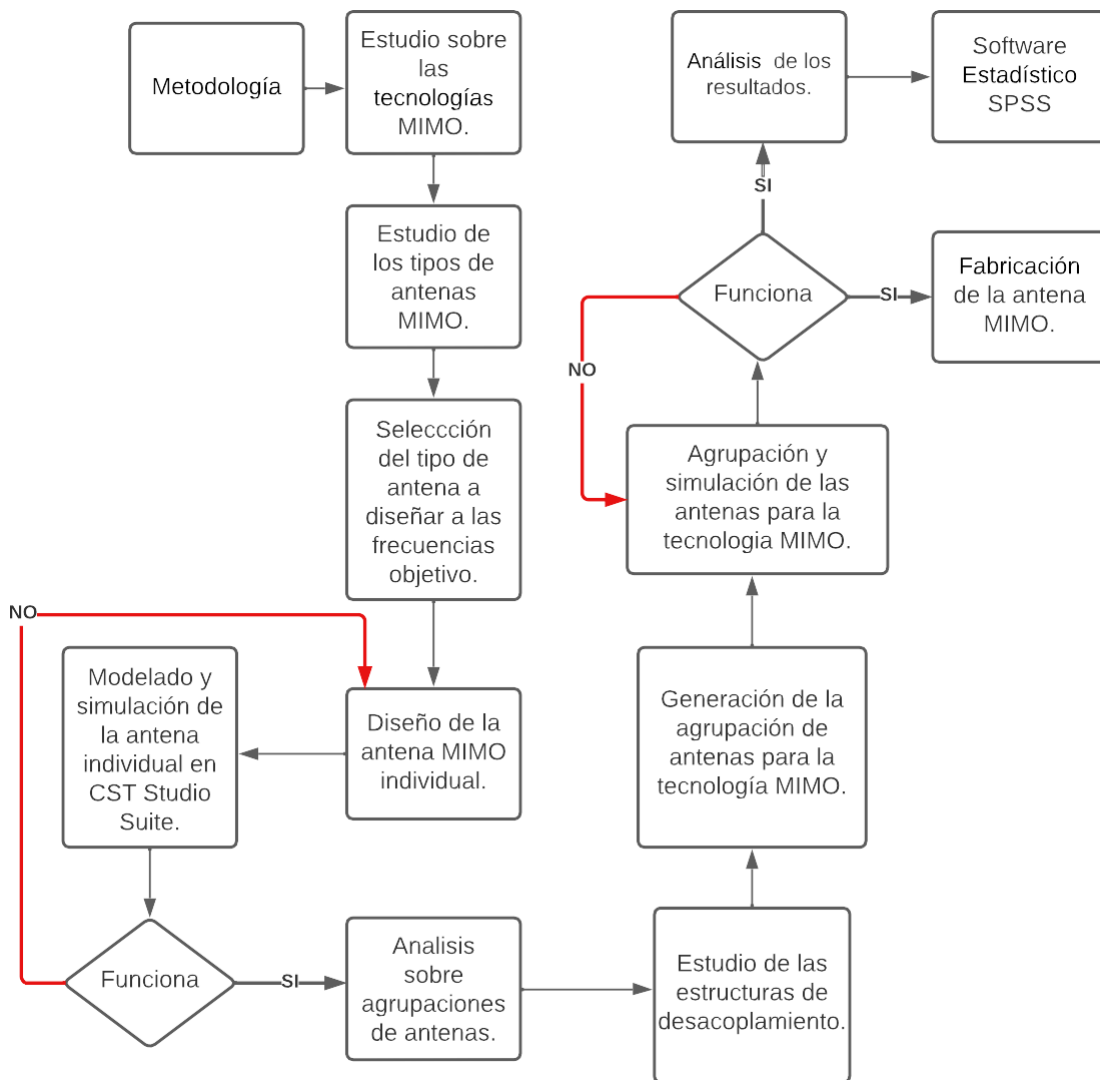 Metodología
Estudio sobre
las
tecnologías
MIMO.
Estudio de
los tipos de
antenas
MIMO.
Seleccción
del tipo de
antena a
diseñar a las
frecuencias
objetivo.
Diseño de la
antena MIMO
individual.
NO
Modelado y
simulación de
la antena
individual en
CST Studio
Suite.
Funciona
SI
Analisis
sobre
agrupaciones
de antenas.
Estudio de las
estructuras de
desacoplamiento.
Generación de la
agrupación de
antenas para la
tecnología MIMO.
Agrupación y
simulación de las
antenas para la
tecnologia MIMO.
NO
Funciona
SI
Fabricación
de la antena
MIMO.
SI
Análisis de los
resultados.
Software
Estadístico
SPSS